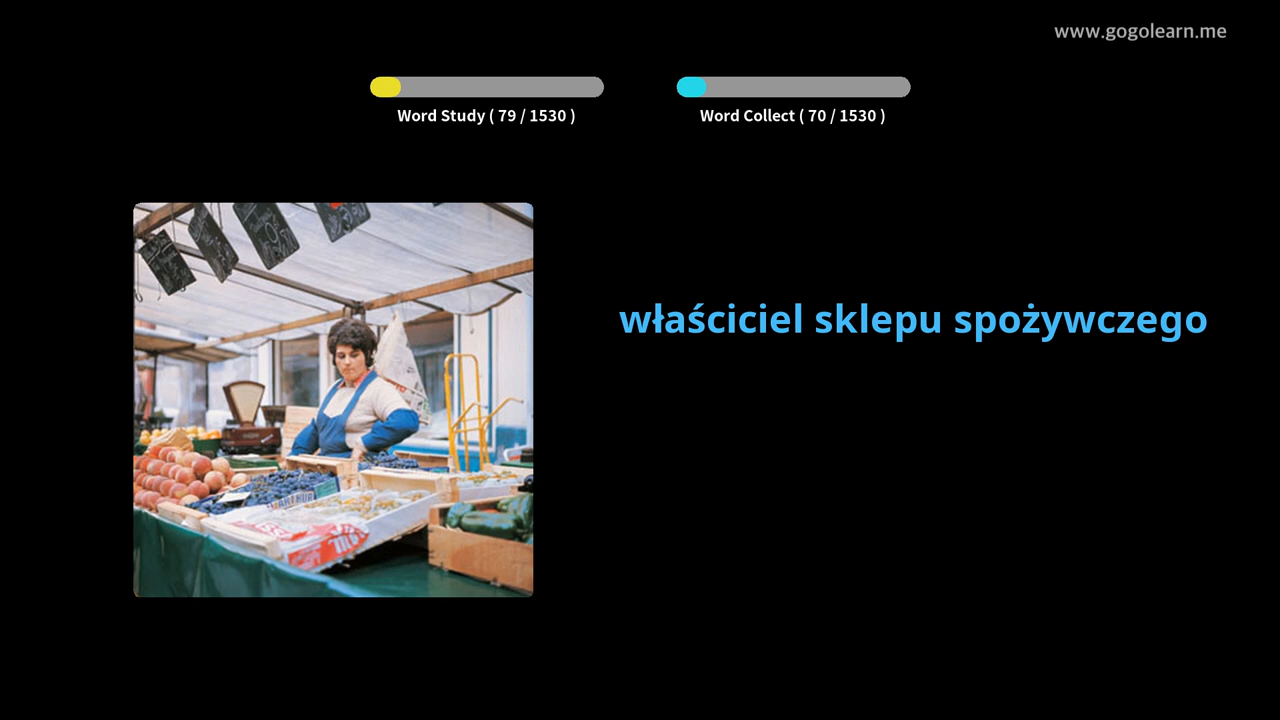 www.gogolearn.me
Word Study ( 79 / 1530 )
Word Collect ( 70 / 1530 )
właściciel sklepu spożywczego